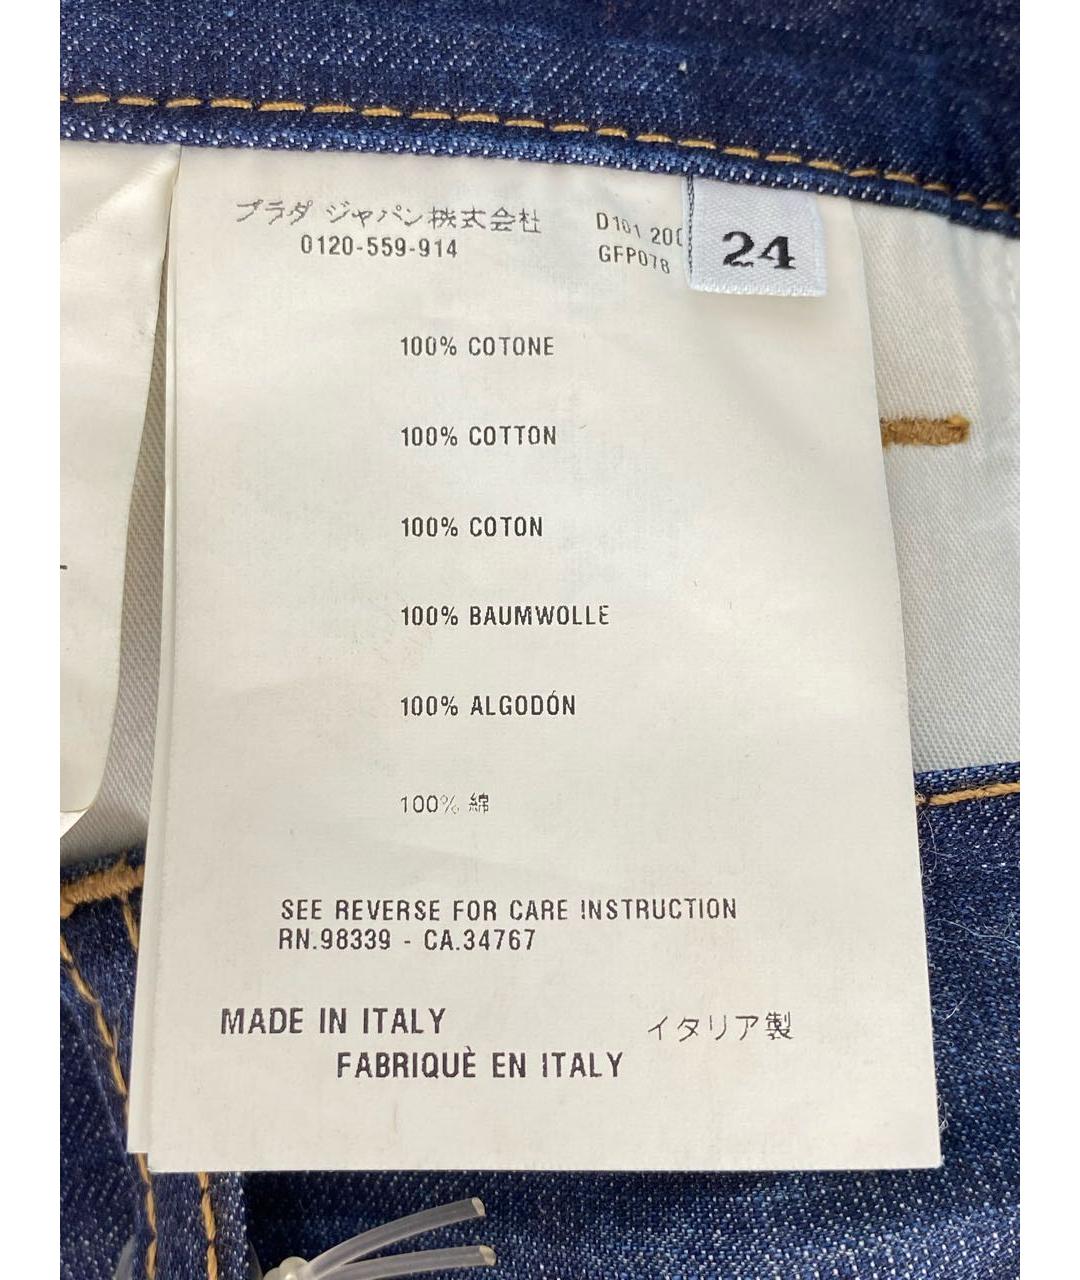 プラダ ジャパン株式会社
0120-559-914
D101 20
GFP078
24
100% COTONE
100% COTTON
100% COTON
100% BAUMWOLLE
100% ALGODÓN
100% 綿
SEE REVERSE FOR CARE INSTRUCTION
RN.98339 - CA.34767
MADE IN ITALY
イタリア製
FABRIQUÈ EN ITALY